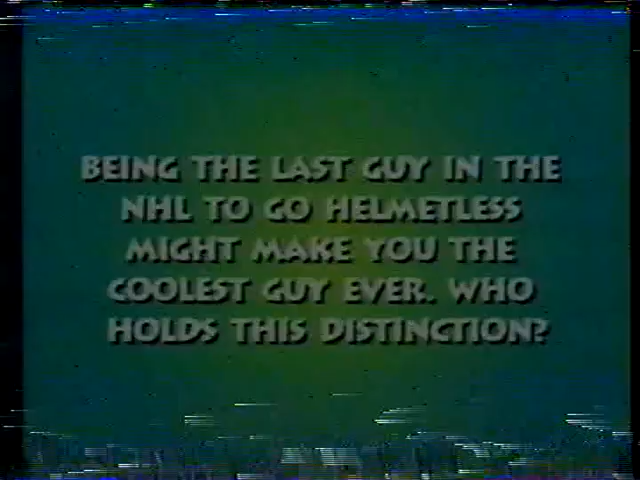 BEING THE LAST GUY IN THE
NHL TO GO HELMETLESS
MIGHT MAKE YOU THE
COOLEST GUY EVER. WHO
HOLDS THIS DISTINCTION?